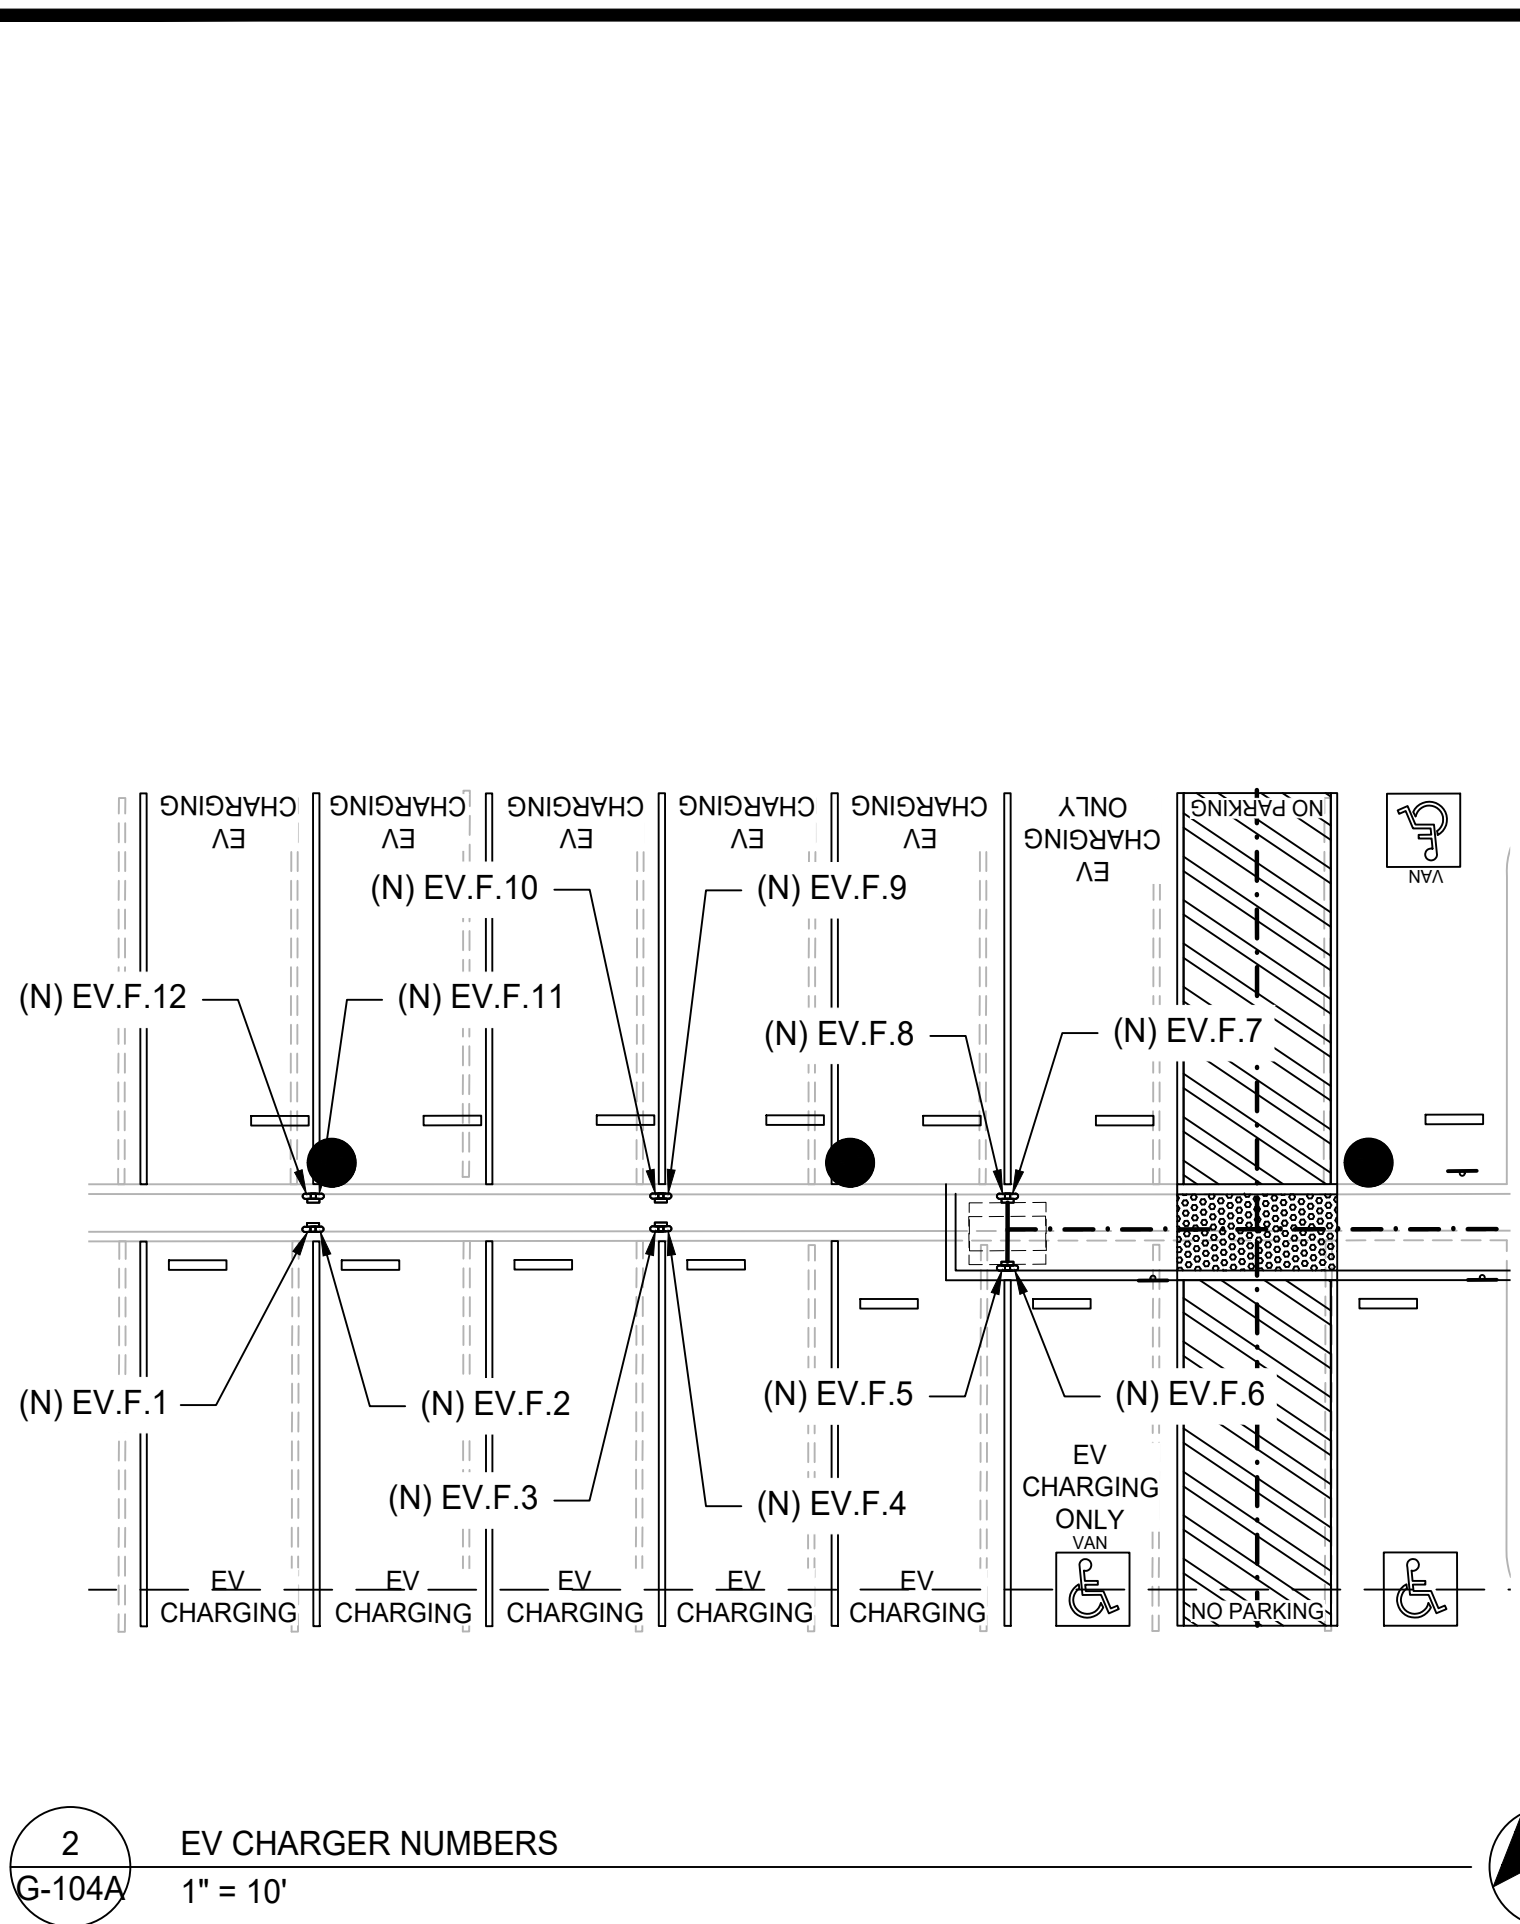 CHARGING
EV
CHARGING
EV
CHARGING
EV
CHARGING
EV
CHARGING
EV
ONLY
CHARGING
EV
NO PARKING
VAN
(N) EV.F.10
(N) EV.F.9
(N) EV.F.12
(N) EV.F.11
(N) EV.F.8
(N) EV.F.7
(N) EV.F.1
(N) EV.F.2
(N) EV.F.5
(N) EV.F.6
(N) EV.F.3
(N) EV.F.4
EV
CHARGING
ONLY
VAN
EV
CHARGING
EV
CHARGING
EV
CHARGING
EV
CHARGING
EV
CHARGING
NO PARKING
2
G-104A
EV CHARGER NUMBERS
1" = 10'